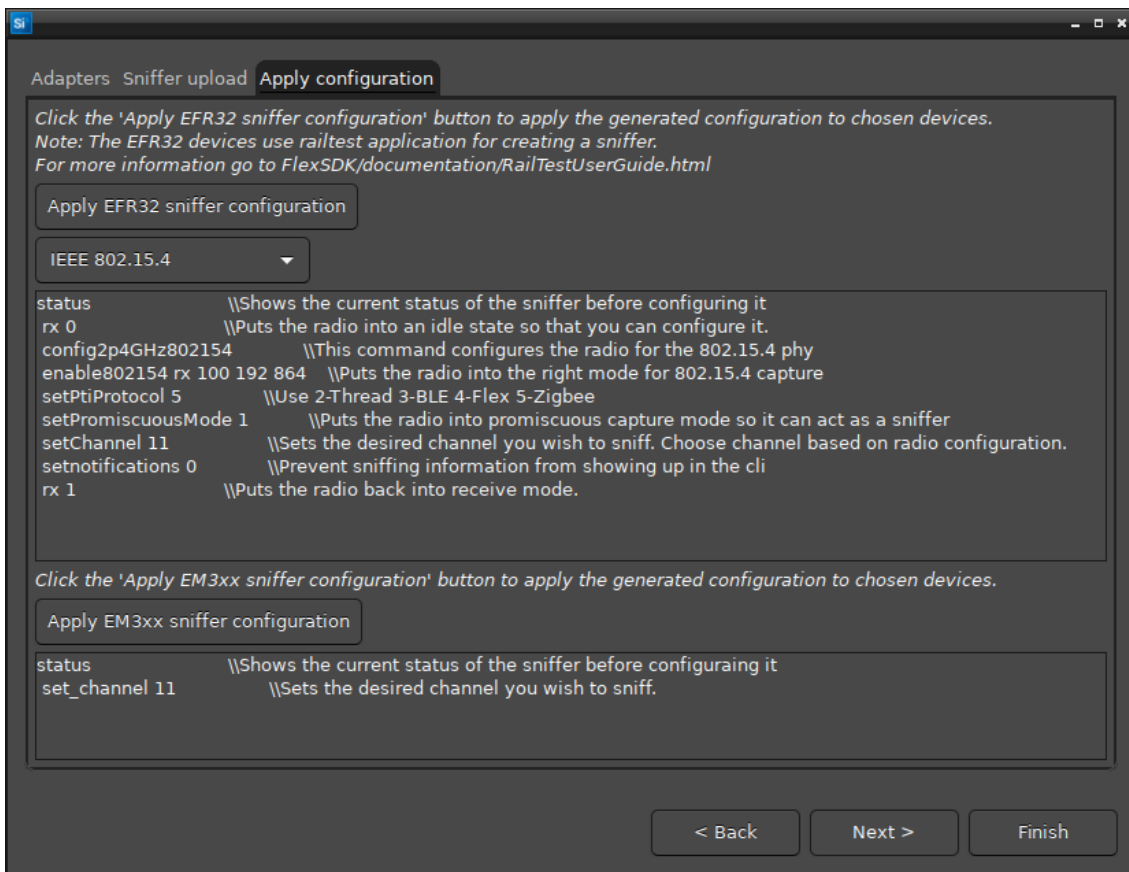 Si
Adapters Sniffer upload Apply configuration
Click the 'Apply EFR32 sniffer configuration' button to apply the generated configuration to chosen devices.
Note: The EFR32 devices use railtest application for creating a sniffer.
For more information go to FlexSDK/documentation/RailTestUserGuide.html
Apply EFR32 sniffer configuration
IEEE 802.15.4
status \\Shows the current status of the sniffer before configuring it
rx 0 \\Puts the radio into an idle state so that you can configure it.
config2p4GHz802154 \\This command configures the radio for the 802.15.4 phy
enable802154 rx 100 192 864 \\Puts the radio into the right mode for 802.15.4 capture
setPtiProtocol 5 \\Use 2-Thread 3-BLE 4-Flex 5-Zigbee
setPromiscuousMode 1 \\Puts the radio into promiscuous capture mode so it can act as a sniffer
setChannel 11 \\Sets the desired channel you wish to sniff. Choose channel based on radio configuration.
setnotifications 0 \\Prevent sniffing information from showing up in the cli
rx 1 \\Puts the radio back into receive mode.
Click the 'Apply EM3xx sniffer configuration' button to apply the generated configuration to chosen devices.
Apply EM3xx sniffer configuration
status \\Shows the current status of the sniffer before configuraing it
set_channel 11 \\Sets the desired channel you wish to sniff.
< Back Next > Finish